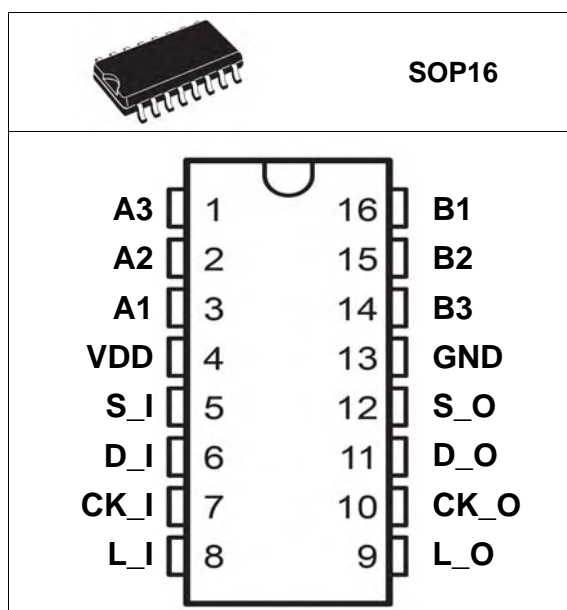 SOP16
A3 1 16 B1
A2 2 15 B2
A1 3 14 B3
VDD 4 13 GND
S_I 5 12 S_O
D_I 6 11 D_O
CK_I 7 10 CK_O
L_I 8 9 L_O